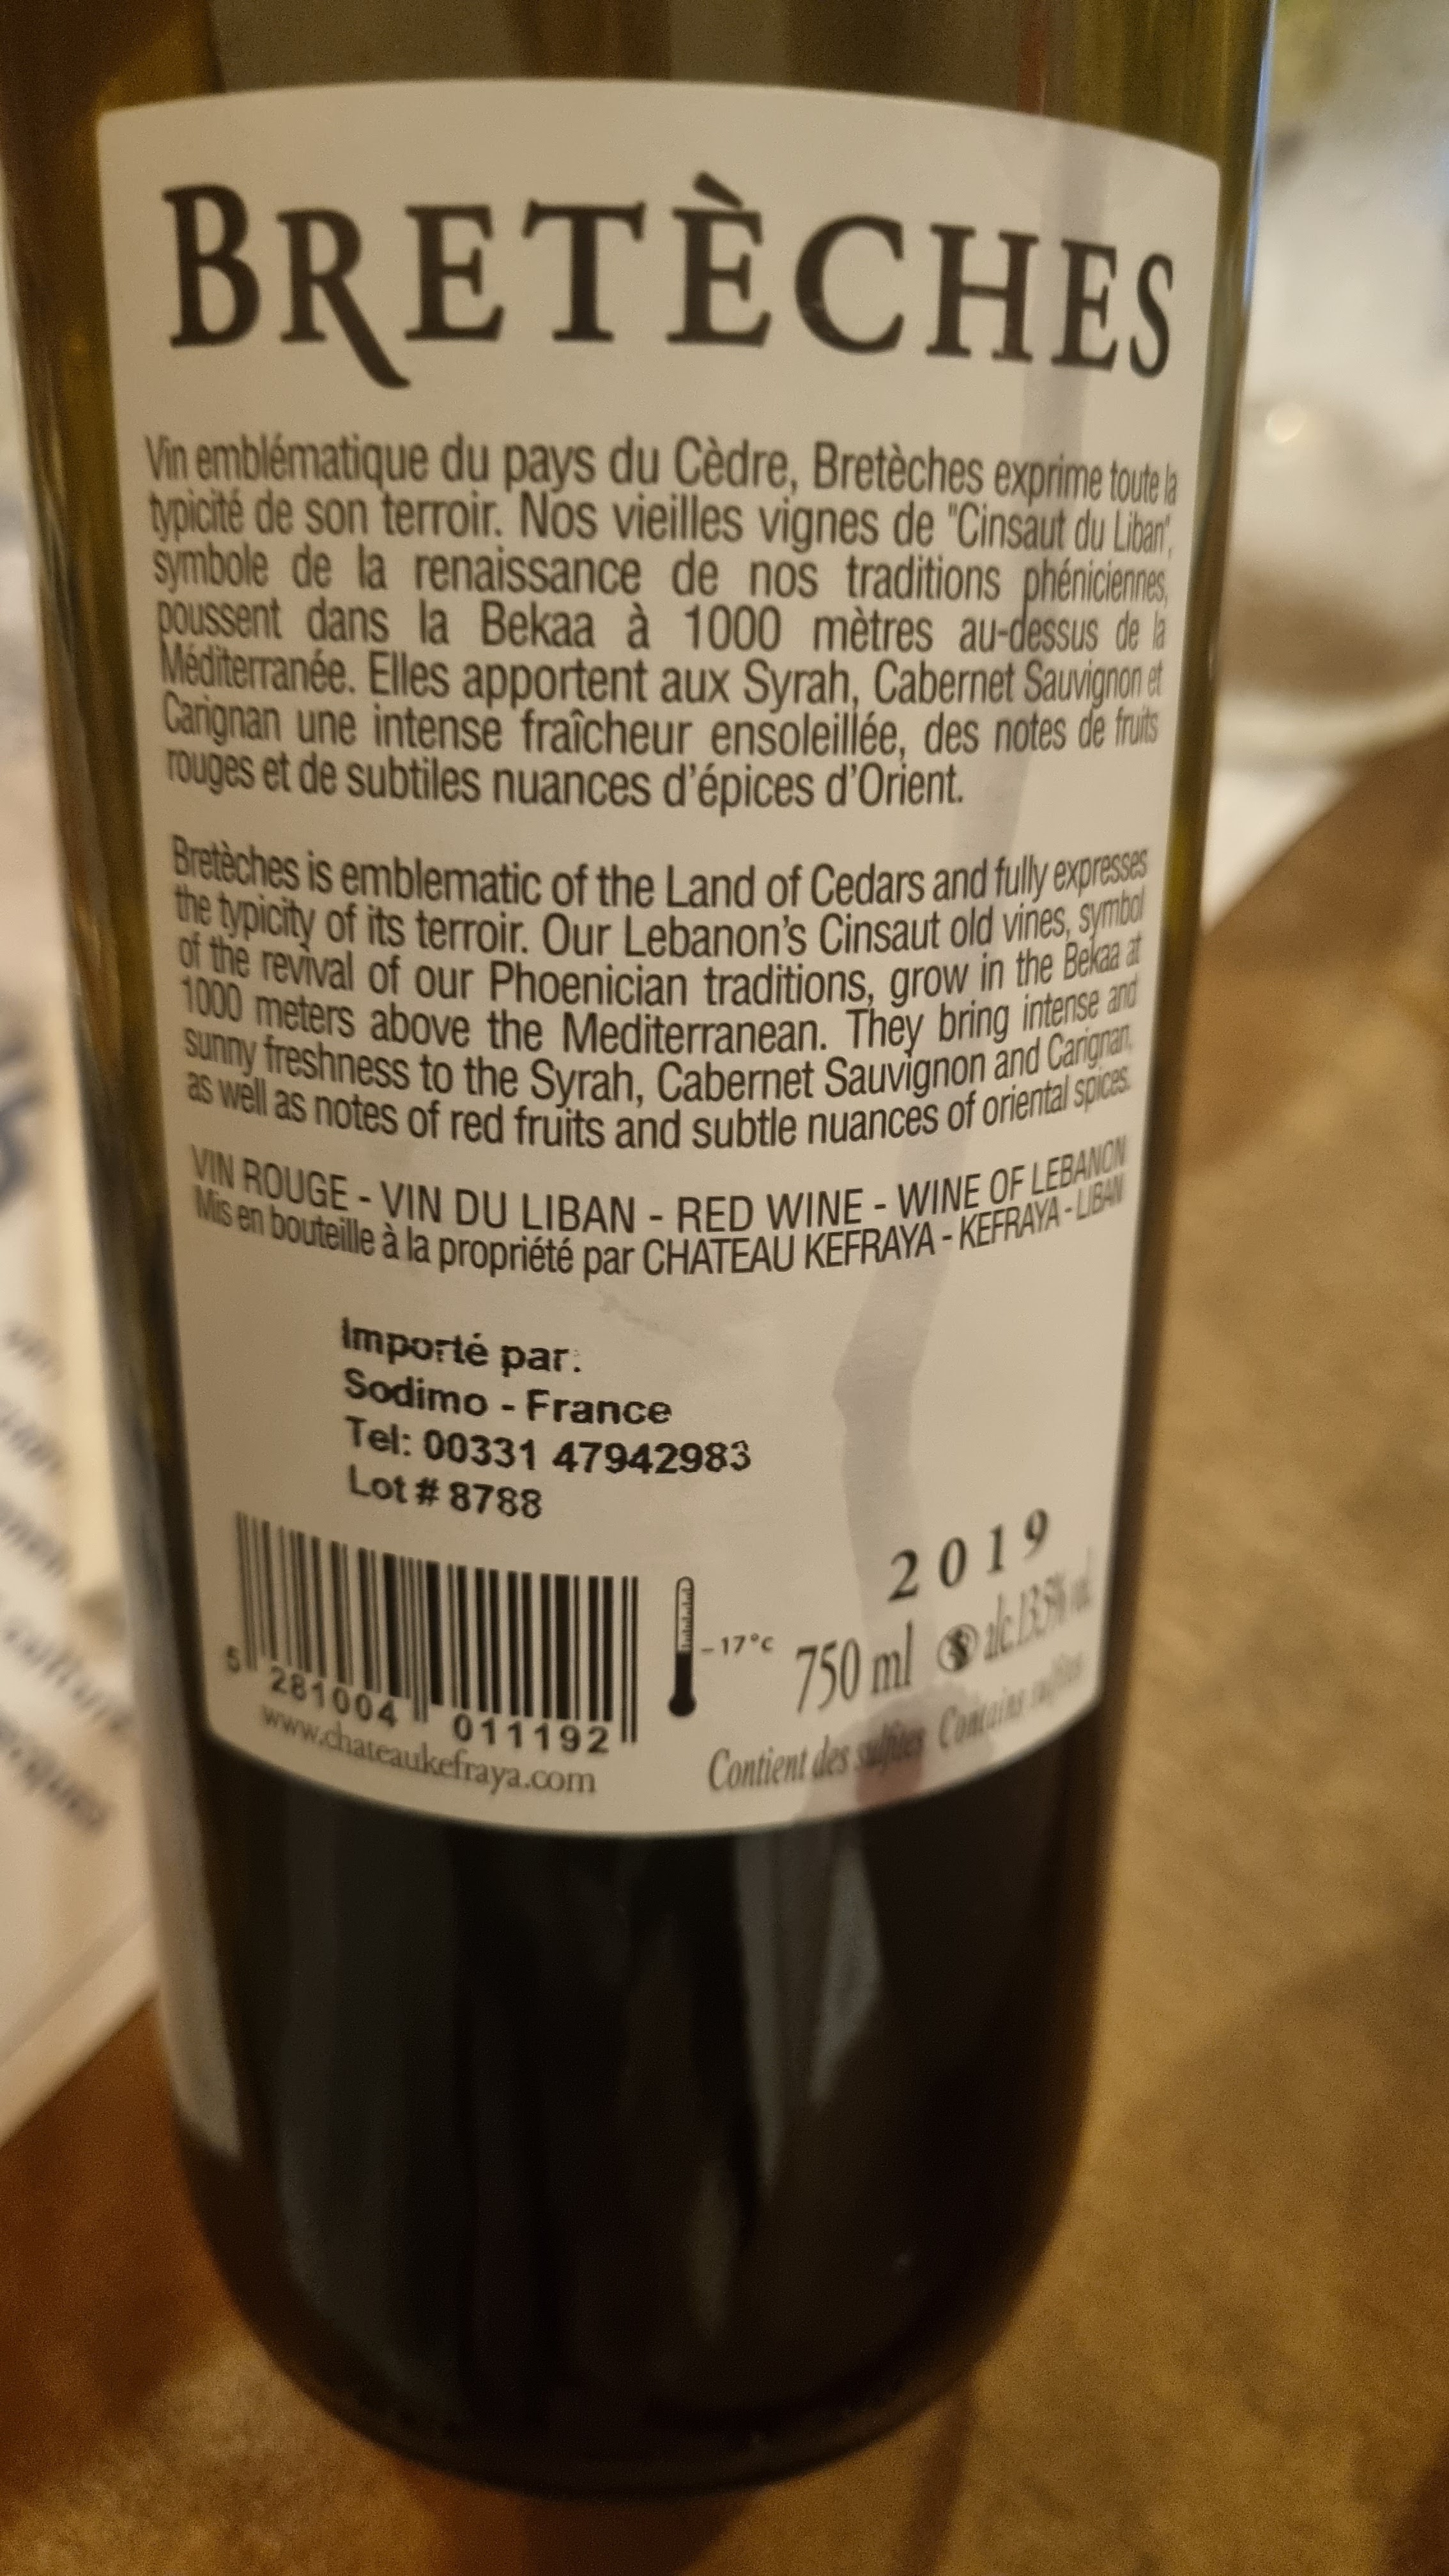 BRETÈCHES
Vin emblématique du pays du Cèdre, Bretèches exprime toute la
typicité de son terroir. Nos vieilles vignes de "Cinsaut du Liban",
symbole de la renaissance de nos traditions phéniciennes,
poussent dans la Bekaa à 1000 mètres au-dessus de la
Méditerranée. Elles apportent aux Syrah, Cabernet Sauvignon et
Carignan une intense fraîcheur ensoleillée, des notes de fruits
rouges et de subtiles nuances d'épices d'Orient.
Bretèches is emblematic of the Land of Cedars and fully expresses
the typicity of its terroir. Our Lebanon's Cinsaut old vines, symbol
of the revival of our Phoenician traditions, grow in the Bekaa at
1000 meters above the Mediterranean. They bring intense and
sunny freshness to the Syrah, Cabernet Sauvignon and Carignan,
as well as notes of red fruits and subtle nuances of oriental spices.
VIN ROUGE - VIN DU LIBAN - RED WINE - WINE OF LEBANON
Mis en bouteille à la propriété par CHATEAU KEFRAYA - KEFRAYA - LIBAN
Importé par:
Sodimo - France
Tel: 00331 47942983
Lot # 8788
2019
-17°c
750 ml alc.13.5% vol.
5 281004 011192
www.chateaukefraya.com
Contient des sulfites Contains sulfites